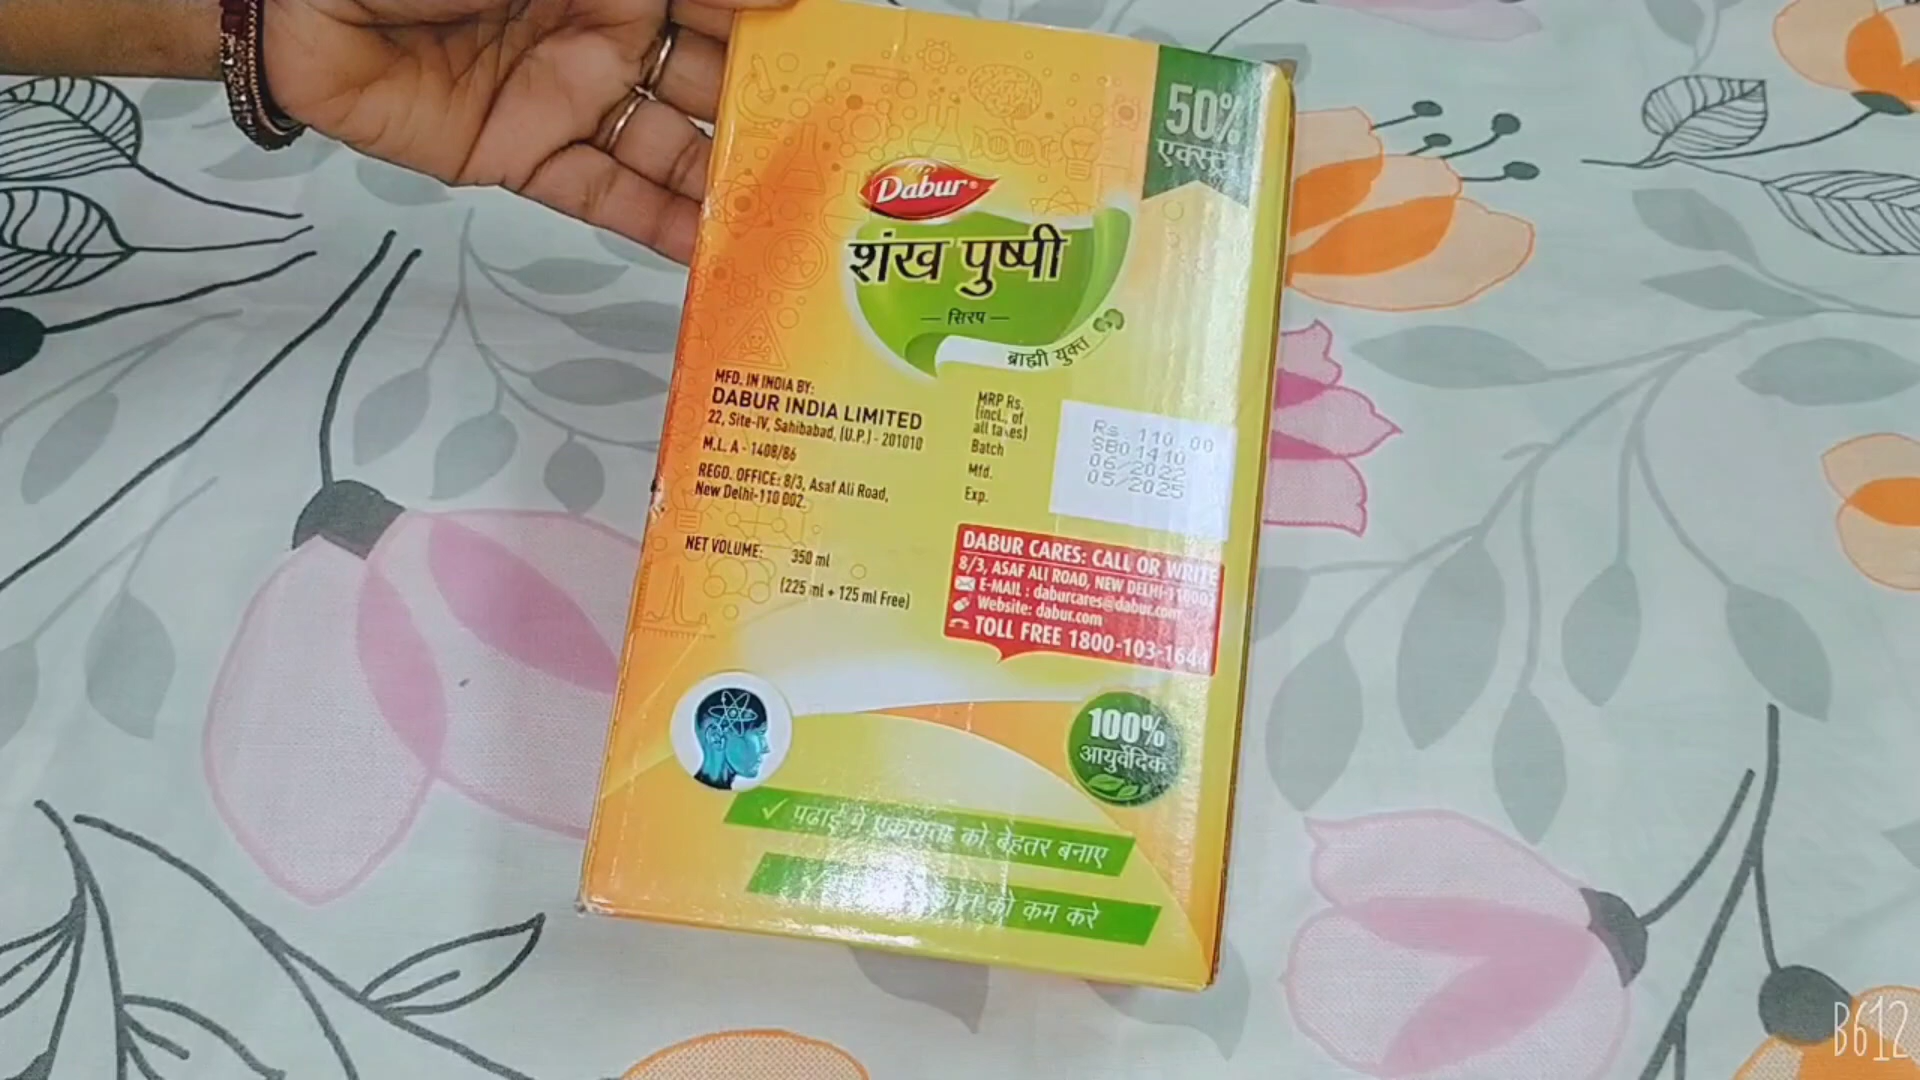 50%
एक्स्ट्रा
Dabur
शंख पुष्पी
— सिरप —
ब्राह्मी युक्त
MFD. IN INDIA BY:
DABUR INDIA LIMITED
22, Site-IV, Sahibabad, (U.P.) - 201010
M.L. A - 1408/86
REGD. OFFICE: 8/3, Asaf Ali Road,
New Delhi-110 002.
MRP Rs.
(incl., of
all taxes)
Batch
Mfd.
Exp.
Rs. 110.00
SB01410
06/2022
05/2025
NET VOLUME: 350 ml
(225 ml + 125 ml Free)
DABUR CARES: CALL OR WRITE
8/3, ASAF ALI ROAD, NEW DELHI-110002
E-MAIL : daburcares@dabur.com
Website: dabur.com
TOLL FREE 1800-103-1644
100%
आयुर्वेदिक
✓ पढाई में एकाग्रता को बेहतर बनाए
को कम करे
B612